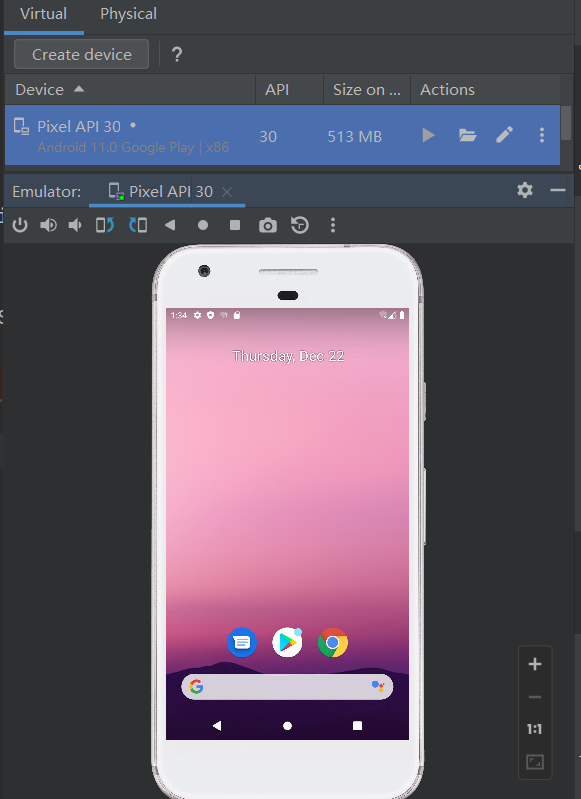 Virtual Physical
Create device ?
Device API Size on ... Actions
Pixel API 30 30 513 MB
Android 11.0 Google Play | x86
Emulator: Pixel API 30
1:34
Thursday, Dec 22
1:1